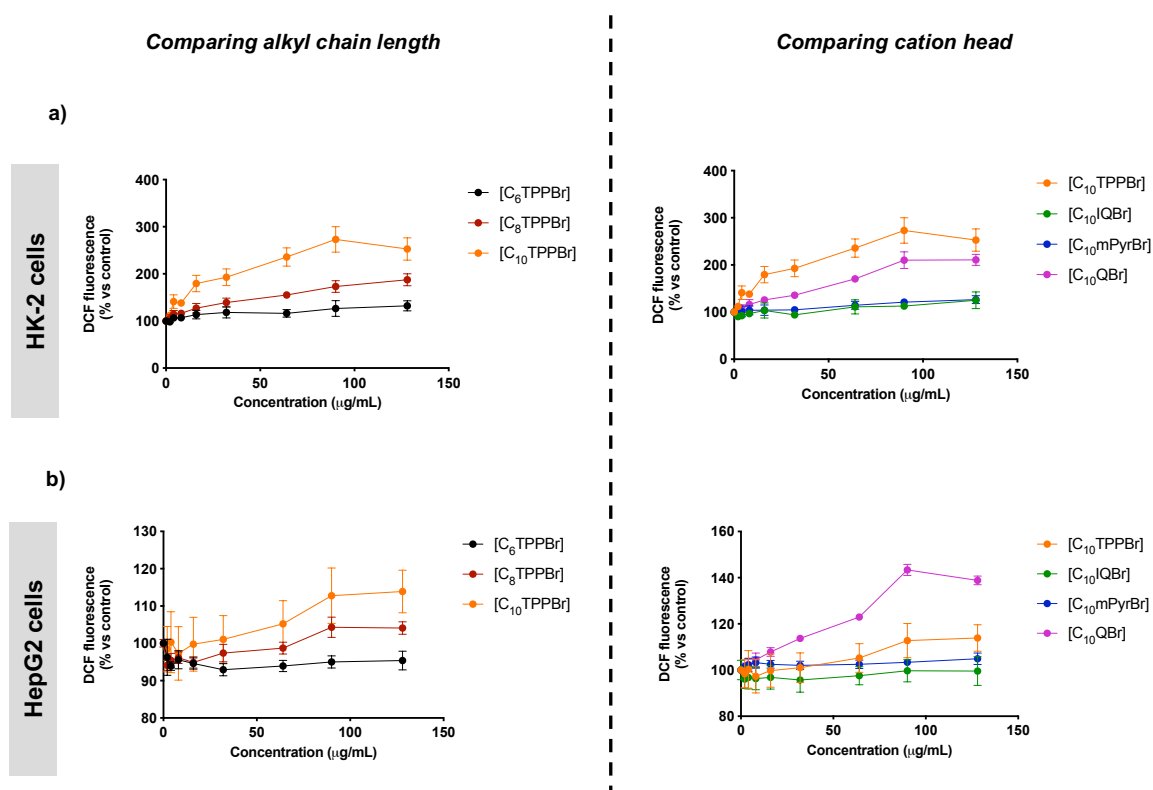 Comparing alkyl chain length
Comparing cation head
a)
HK-2 cells
DCF fluorescence
(% vs control)
400
300
200
100
0
0
50
100
150
Concentration (μg/mL)
[C₆TPPBr]
[C₈TPPBr]
[C₁₀TPPBr]
DCF fluorescence
(% vs control)
400
300
200
100
0
0
50
100
150
Concentration (μg/mL)
[C₁₀TPPBr]
[C₁₀IQBr]
[C₁₀mPyrBr]
[C₁₀QBr]
b)
HepG2 cells
DCF fluorescence
(% vs control)
130
120
110
100
90
80
0
50
100
150
Concentration (μg/mL)
[C₆TPPBr]
[C₈TPPBr]
[C₁₀TPPBr]
DCF fluorescence
(% vs control)
160
140
120
100
80
0
50
100
150
Concentration (μg/mL)
[C₁₀TPPBr]
[C₁₀IQBr]
[C₁₀mPyrBr]
[C₁₀QBr]